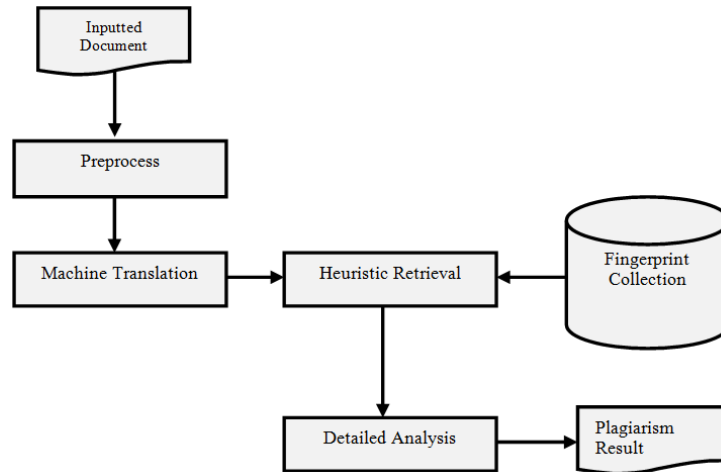 Inputted
Document
Preprocess
Machine Translation
Heuristic Retrieval
Fingerprint
Collection
Detailed Analysis
Plagiarism
Result